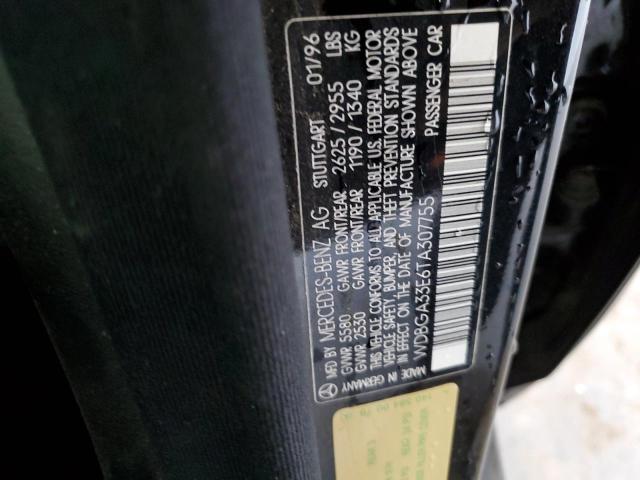 MFD BY MERCEDES-BENZ AG STUTTGART 01/96
IN GERMANY
GVWR 5580 GAWR FRONT/REAR 2625 / 2955 LBS
GVWR 2530 GAWR FRONT/REAR 1190 / 1340 KG
THIS VEHICLE CONFORMS TO ALL APPLICABLE U.S. FEDERAL MOTOR
VEHICLE SAFETY, BUMPER, AND THEFT PREVENTION STANDARDS
IN EFFECT ON THE DATE OF MANUFACTURE SHOWN ABOVE
WDBGA33E6TA307755 PASSENGER CAR
140 584